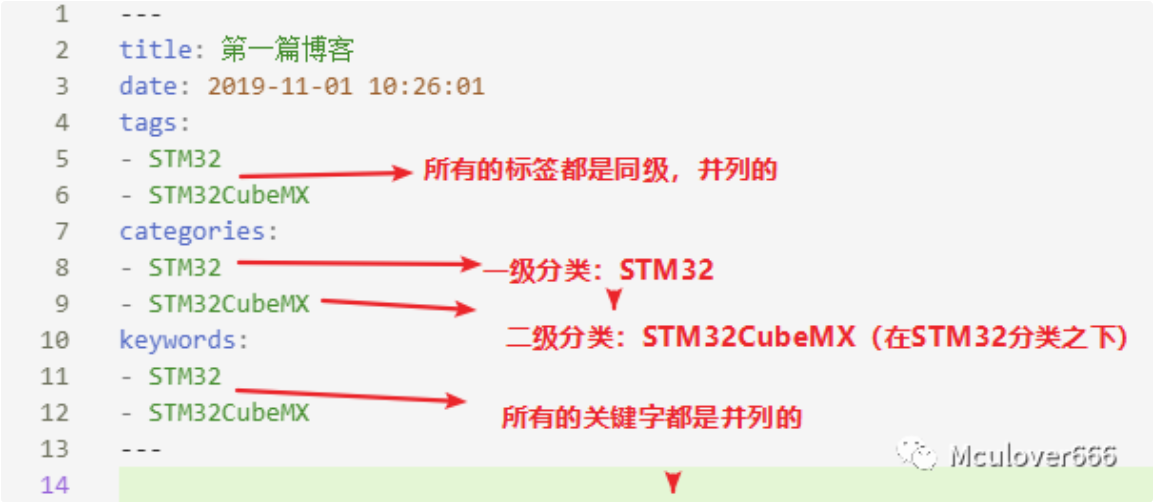 1 ---
2 title: 第一篇博客
3 date: 2019-11-01 10:26:01
4 tags:
5 - STM32
所有的标签都是同级，并列的
6 - STM32CubeMX
7 categories:
8 - STM32
一级分类：STM32
9 - STM32CubeMX
二级分类：STM32CubeMX（在STM32分类之下）
10 keywords:
11 - STM32
12 - STM32CubeMX
所有的关键字都是并列的
13 ---
Mculover666
14